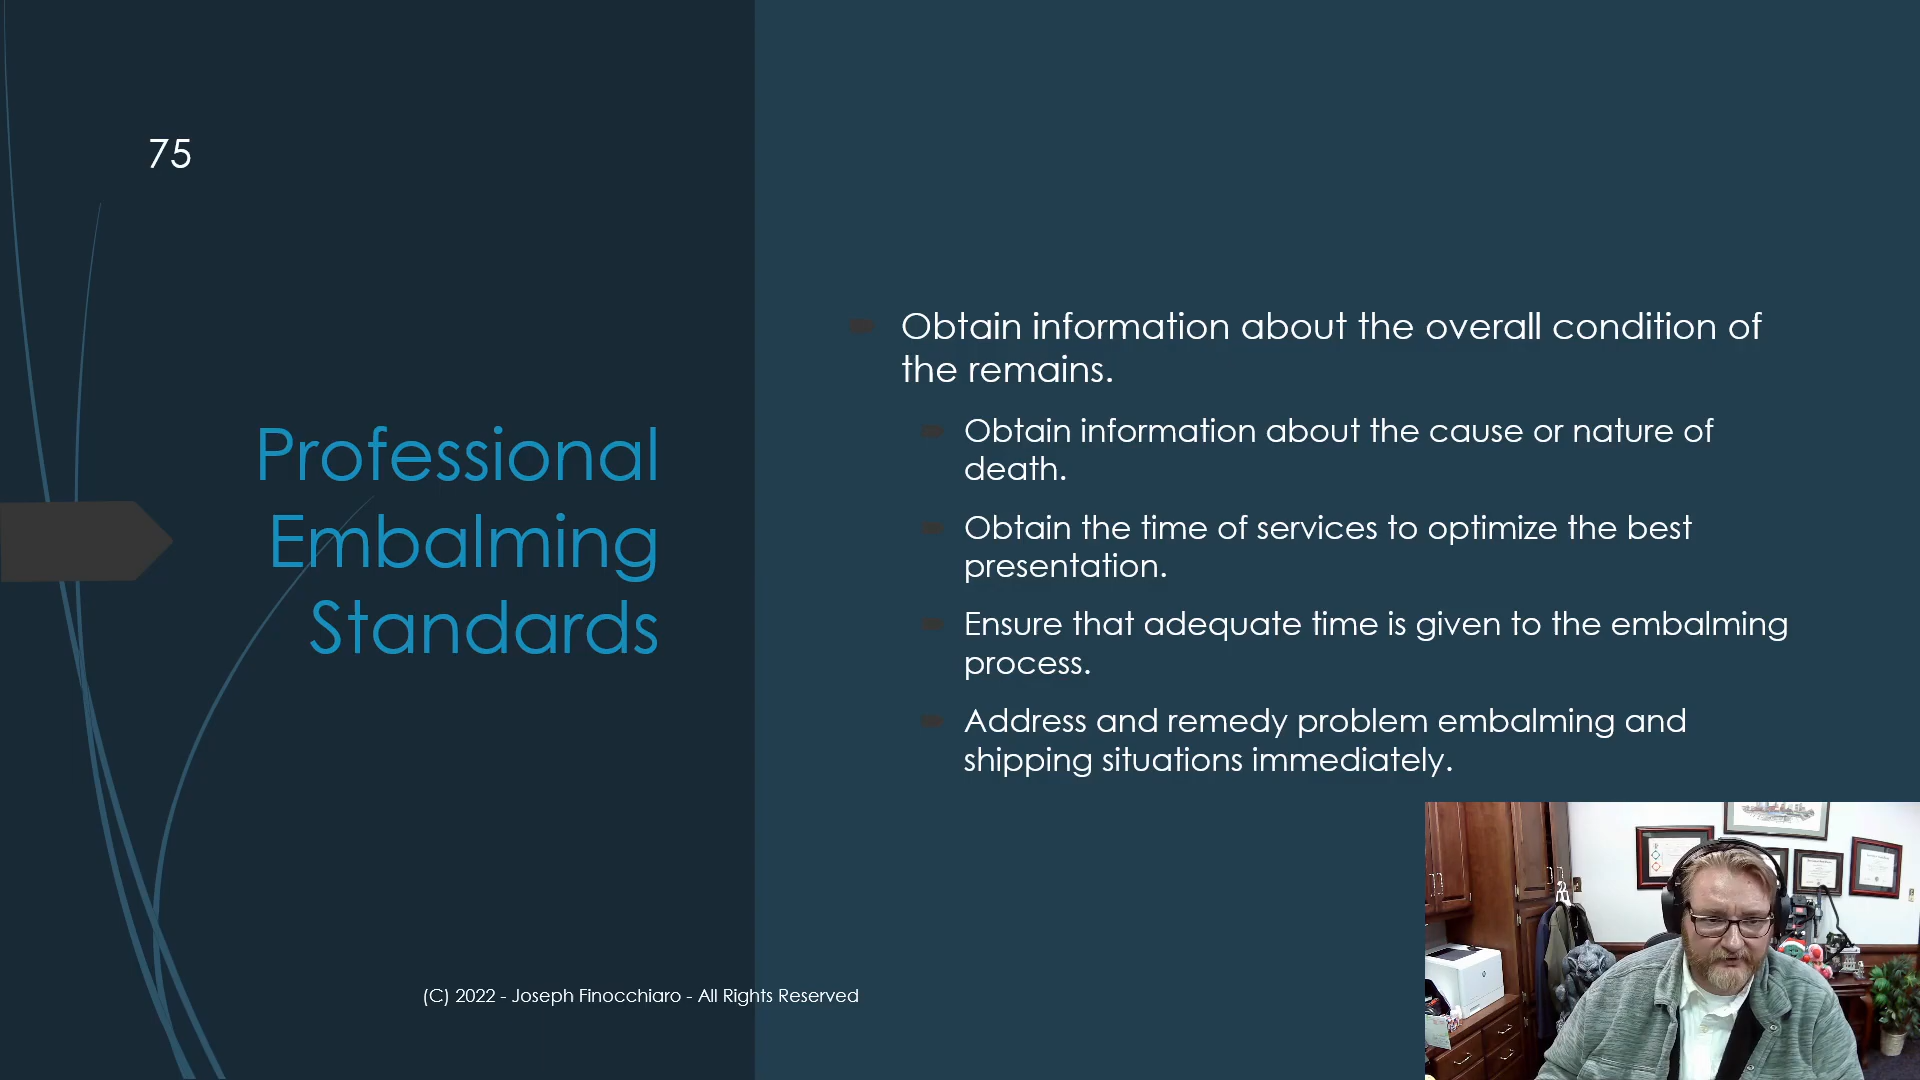 75
Professional
Embalming
Standards
Obtain information about the overall condition of
the remains.
Obtain information about the cause or nature of
death.
Obtain the time of services to optimize the best
presentation.
Ensure that adequate time is given to the embalming
process.
Address and remedy problem embalming and
shipping situations immediately.
(C) 2022 - Joseph Finocchiaro - All Rights Reserved